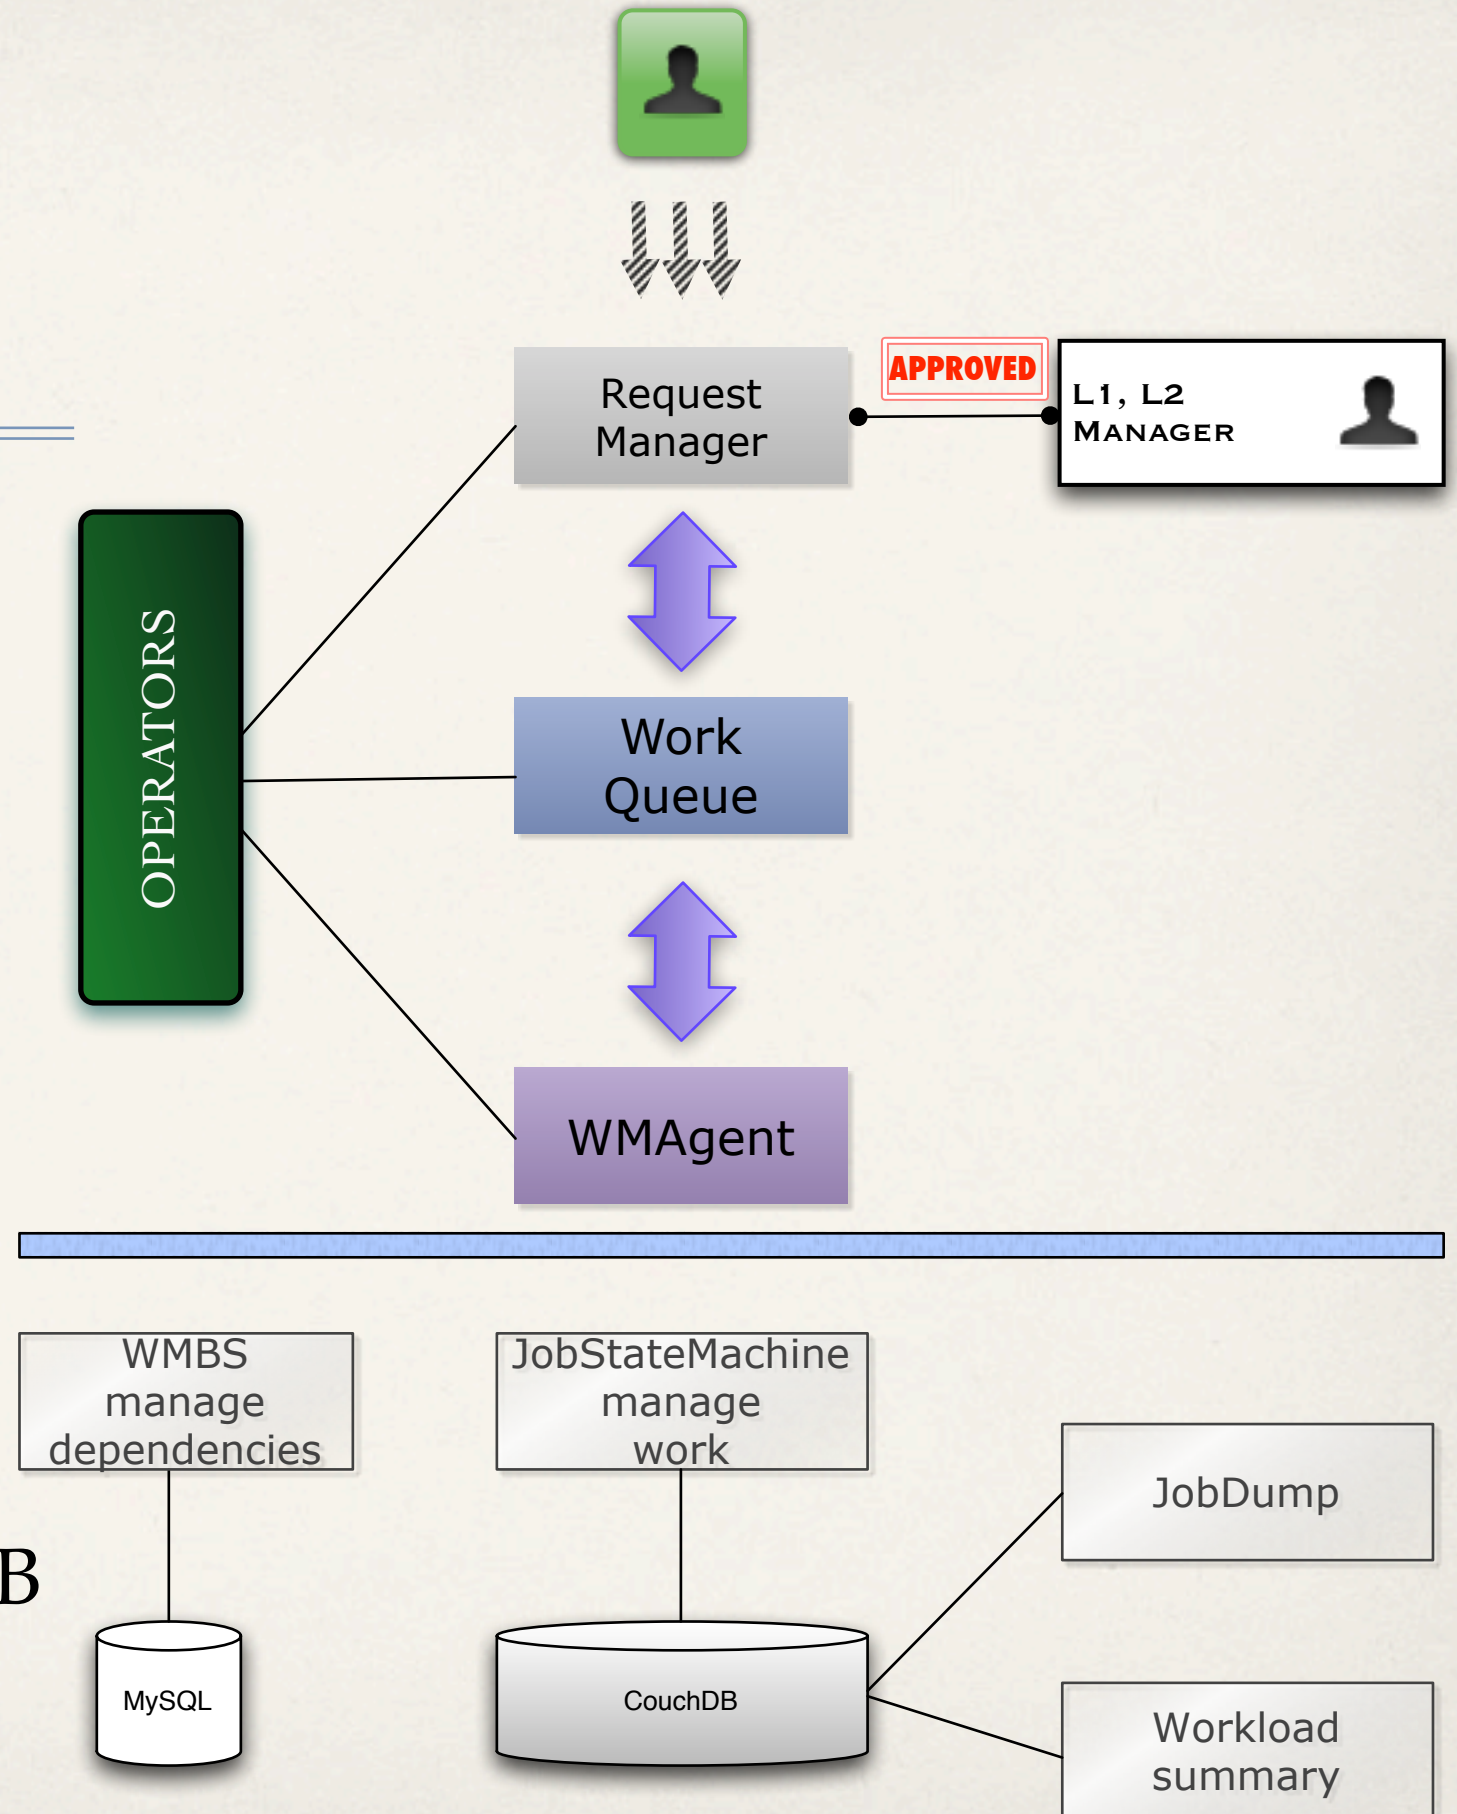 APPROVED
Request
Manager
L1, L2
Manager
OPERATORS
Work
Queue
WMAgent
WMBS
manage
dependencies
JobStateMachine
manage
work
JobDump
B
MySQL
CouchDB
Workload
summary